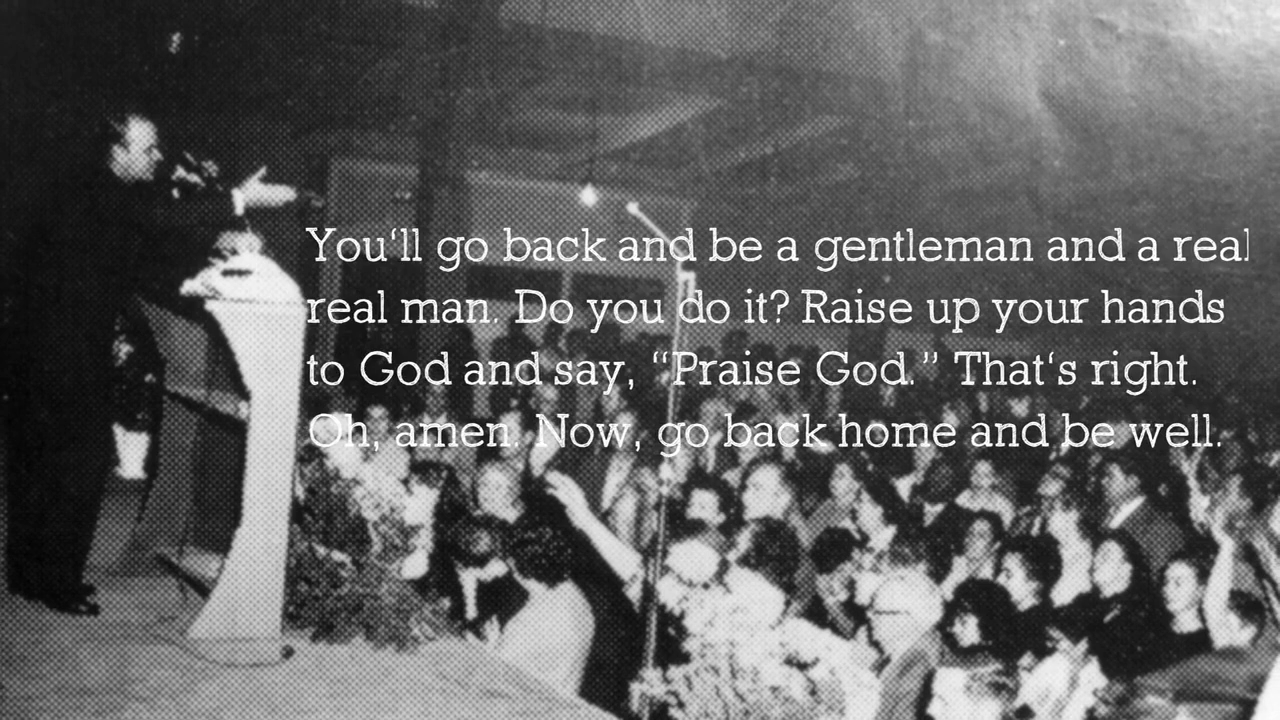 You‘ll go back and be a gentleman and a real
real man. Do you do it? Raise up your hands
to God and say, “Praise God.” That‘s right.
Oh, amen. Now, go back home and be well.